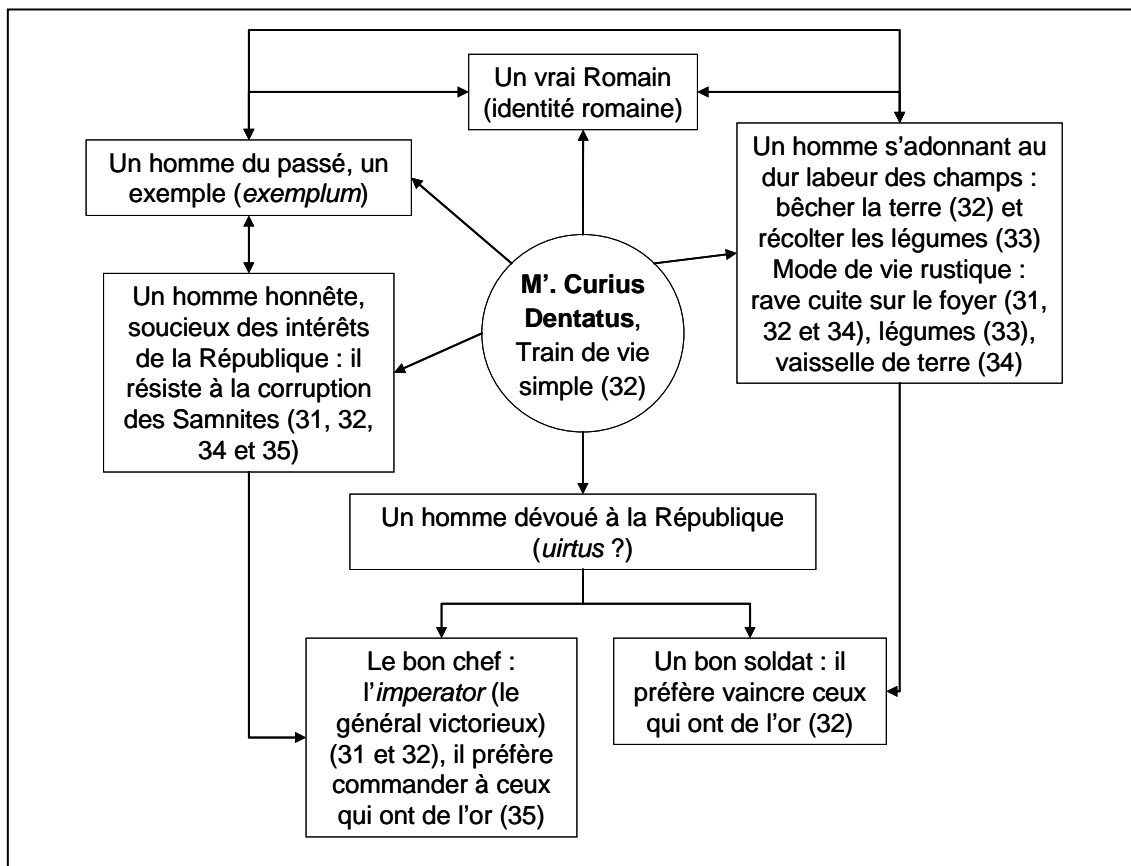 Un vrai Romain
(identité romaine)
Un homme du passé, un
exemple (exemplum)
Un homme s'adonnant au
dur labeur des champs :
bêcher la terre (32) et
récolter les légumes (33)
Mode de vie rustique :
rave cuite sur le foyer (31,
32 et 34), légumes (33),
vaisselle de terre (34)
M’. Curius
Dentatus,
Train de vie
simple (32)
Un homme honnête,
soucieux des intérêts
de la République : il
résiste à la corruption
des Samnites (31, 32,
34 et 35)
Un homme dévoué à la République
(uirtus ?)
Le bon chef :
l’imperator (le
général victorieux)
(31 et 32), il préfère
commander à ceux
qui ont de l’or (35)
Un bon soldat : il
préfère vaincre ceux
qui ont de l’or (32)